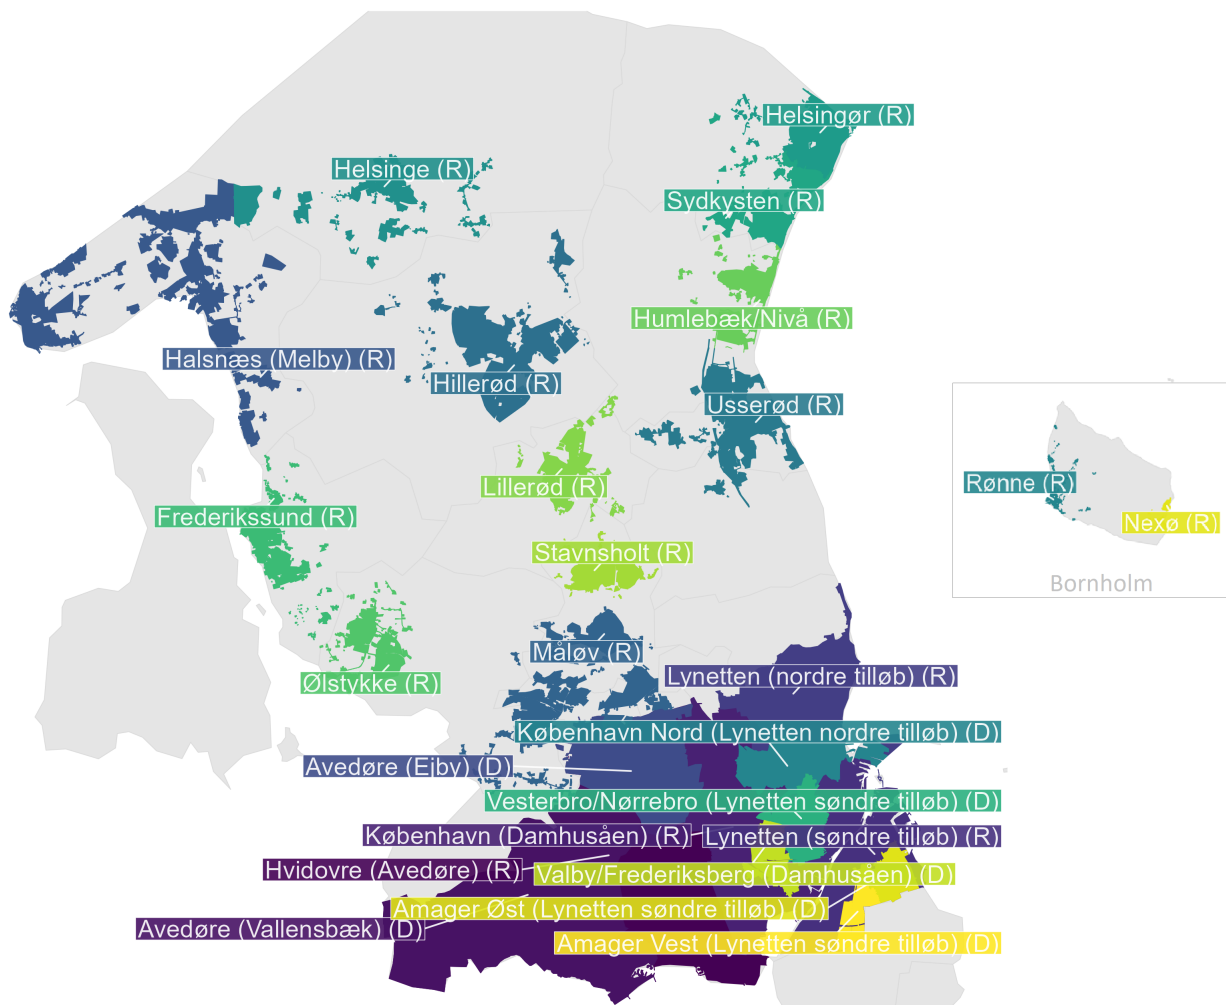 Helsingør (R)
Helsinge (R)
Sydkysten (R)
Humlebæk/Nivå (R)
Halsnæs (Melby) (R)
Hillerød (R)
Usserød (R)
Rønne (R)
Lillerød (R)
Frederikssund (R)
Nexø (R)
Stavnsholt (R)
Bornholm
Måløv (R)
Lynetten (nordre tilløb) (R)
Ølstykke (R)
København Nord (Lynetten nordre tilløb) (D)
Avedøre (Ejby) (D)
Vesterbro/Nørrebro (Lynetten søndre tilløb) (D)
København (Damhusåen) (R)
Lynetten (søndre tilløb) (R)
Hvidovre (Avedøre) (R)
Valby/Frederiksberg (Damhusåen) (D)
Amager Øst (Lynetten søndre tilløb) (D)
Avedøre (Vallensbæk) (D)
Amager Vest (Lynetten søndre tilløb) (D)